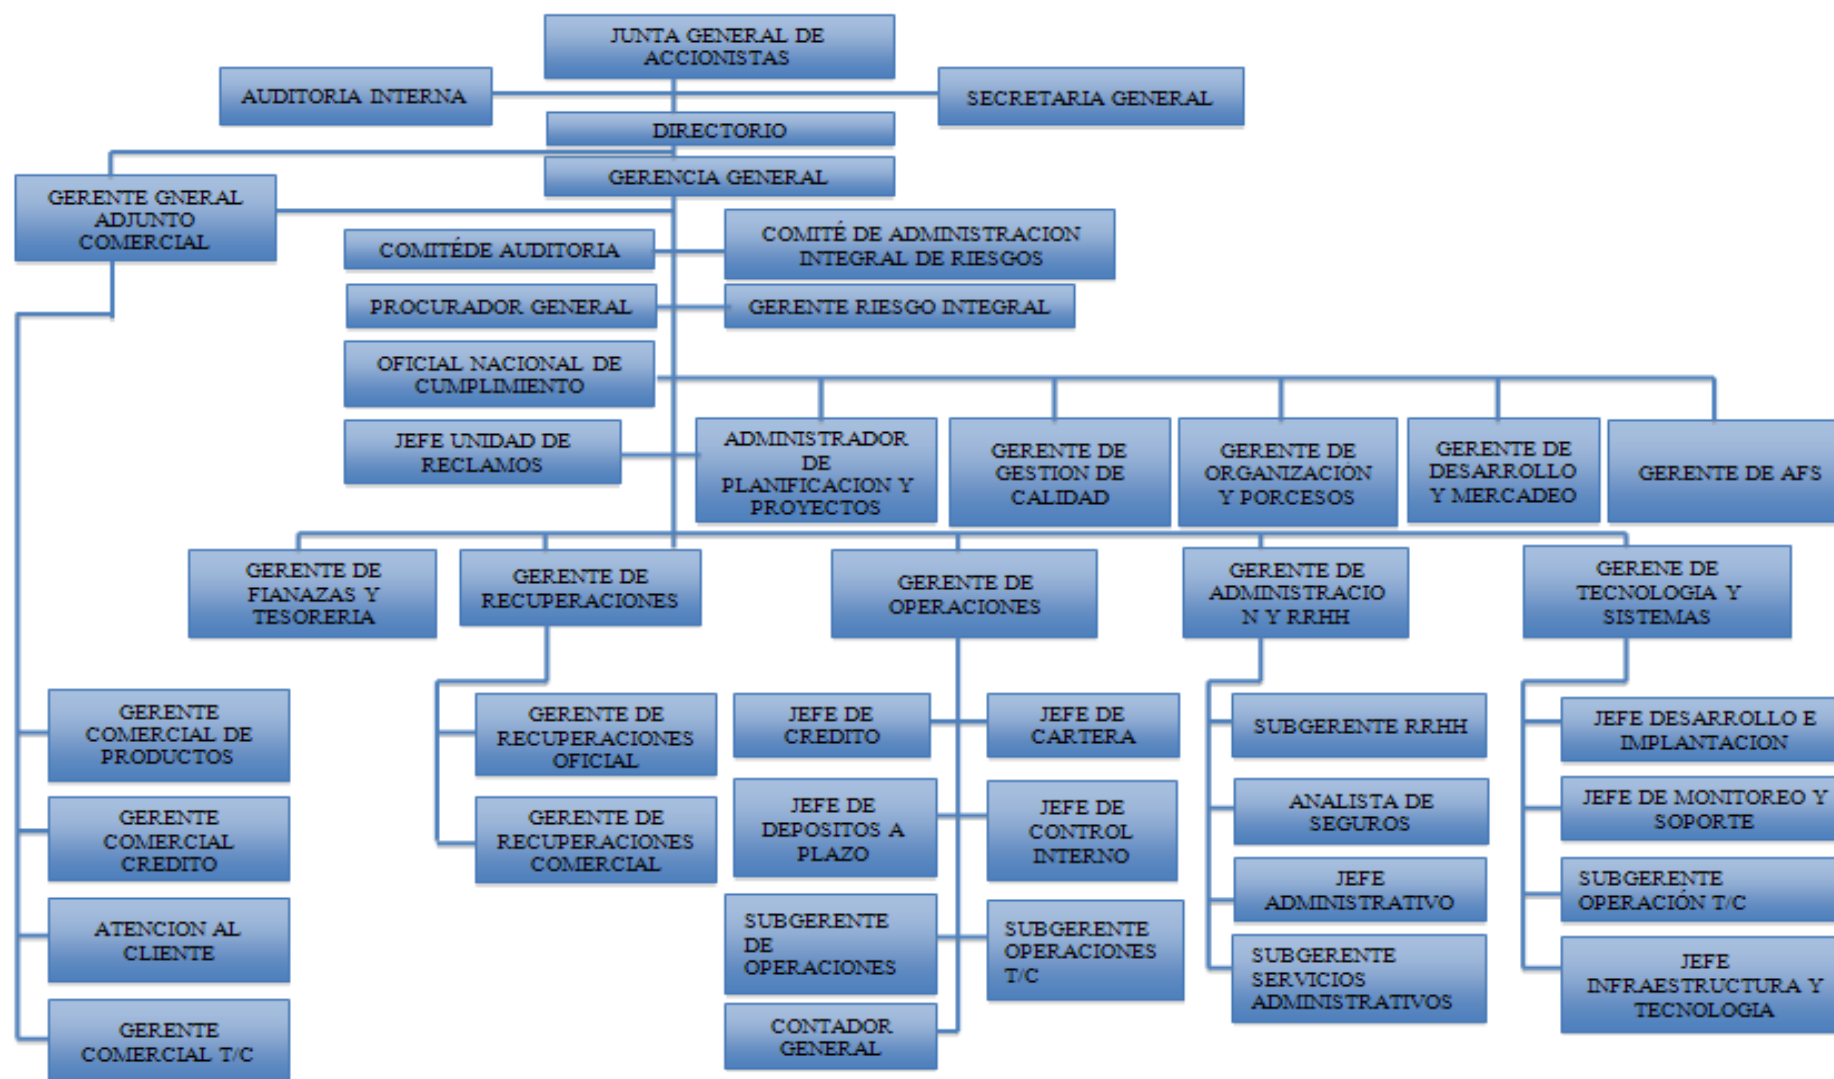 JUNTA GENERAL DE
ACCIONISTAS
AUDITORIA INTERNA
SECRETARIA GENERAL
DIRECTORIO
GERENCIA GENERAL
GERENTE GNERAL
ADJUNTO
COMERCIAL
COMITÉDE AUDITORIA
COMITÉ DE ADMINISTRACION
INTEGRAL DE RIESGOS
PROCURADOR GENERAL
GERENTE RIESGO INTEGRAL
OFICIAL NACIONAL DE
CUMPLIMIENTO
JEFE UNIDAD DE
RECLAMOS
ADMINISTRADOR
DE
PLANIFICACION Y
PROYECTOS
GERENTE DE
GESTION DE
CALIDAD
GERENTE DE
ORGANIZACIÓN
Y PORCESOS
GERENTE DE
DESARROLLO
Y MERCADEO
GERENTE DE AFS
GERENTE DE
FIANAZAS Y
TESORERIA
GERENTE DE
RECUPERACIONES
GERENTE DE
OPERACIONES
GERENTE DE
ADMINISTRACIO
N Y RRHH
GERENE DE
TECNOLOGIA Y
SISTEMAS
GERENTE
COMERCIAL DE
PRODUCTOS
GERENTE
COMERCIAL
CREDITO
ATENCION AL
CLIENTE
GERENTE
COMERCIAL T/C
GERENTE DE
RECUPERACIONES
OFICIAL
GERENTE DE
RECUPERACIONES
COMERCIAL
JEFE DE
CREDITO
JEFE DE
CARTERA
JEFE DE
DEPOSITOS A
PLAZO
JEFE DE
CONTROL
INTERNO
SUBGERENTE
DE
OPERACIONES
SUBGERENTE
OPERACIONES
T/C
CONTADOR
GENERAL
SUBGERENTE RRHH
ANALISTA DE
SEGUROS
JEFE
ADMINISTRATIVO
SUBGERENTE
SERVICIOS
ADMINISTRATIVOS
JEFE DESARROLLO E
IMPLANTACION
JEFE DE MONITOREO Y
SOPORTE
SUBGERENTE
OPERACIÓN T/C
JEFE
INFRAESTRUCTURA Y
TECNOLOGIA